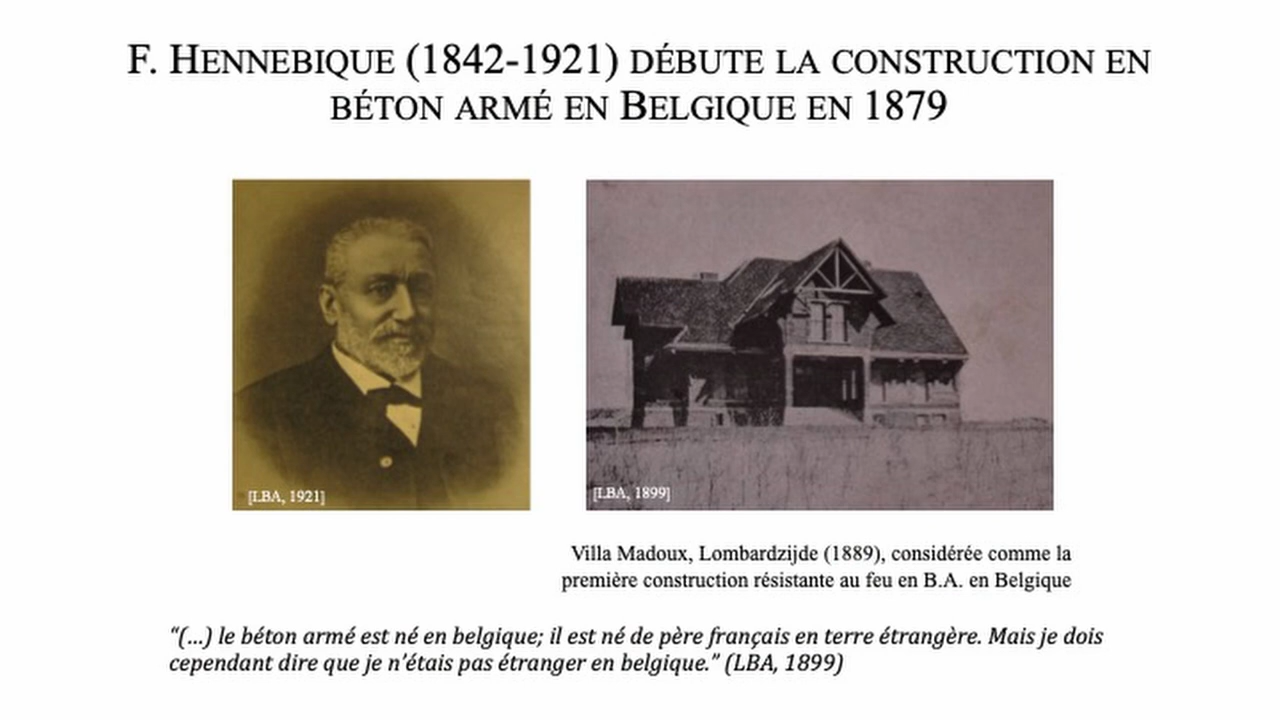 F. HENNEBIQUE (1842-1921) DÉBUTE LA CONSTRUCTION EN
BÉTON ARMÉ EN BELGIQUE EN 1879
[LBA, 1921]
[LBA, 1899]
Villa Madoux, Lombardzijde (1889), considérée comme la
première construction résistante au feu en B.A. en Belgique
“(…) le béton armé est né en belgique; il est né de père français en terre étrangère. Mais je dois
cependant dire que je n’étais pas étranger en belgique.” (LBA, 1899)